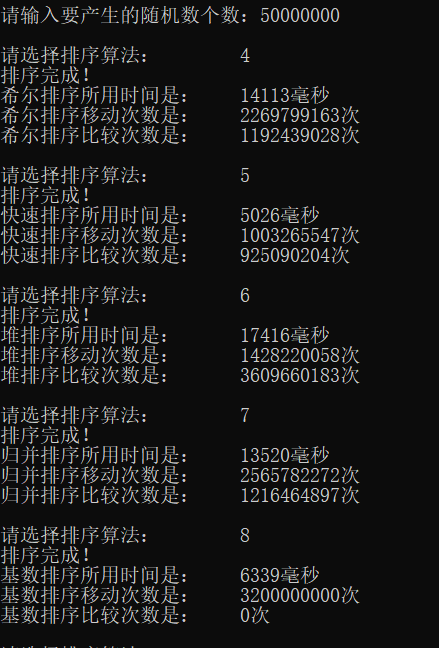 请输入要产生的随机数个数：50000000
请选择排序算法： 4
排序完成！
希尔排序所用时间是： 14113毫秒
希尔排序移动次数是： 2269799163次
希尔排序比较次数是： 1192439028次
请选择排序算法： 5
排序完成！
快速排序所用时间是： 5026毫秒
快速排序移动次数是： 1003265547次
快速排序比较次数是： 925090204次
请选择排序算法： 6
排序完成！
堆排序所用时间是： 17416毫秒
堆排序移动次数是： 1428220058次
堆排序比较次数是： 3609660183次
请选择排序算法： 7
排序完成！
归并排序所用时间是： 13520毫秒
归并排序移动次数是： 2565782272次
归并排序比较次数是： 1216464897次
请选择排序算法： 8
排序完成！
基数排序所用时间是： 6339毫秒
基数排序移动次数是： 3200000000次
基数排序比较次数是： 0次